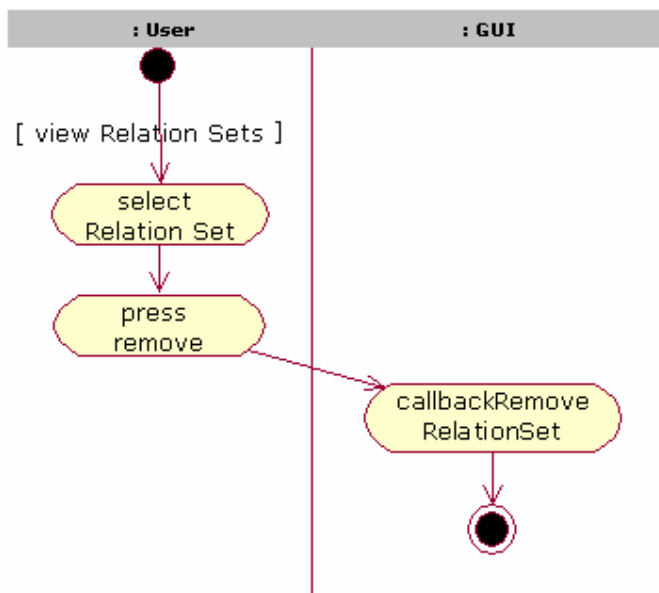 : User
: GUI
[ view Relation Sets ]
select
Relation Set
press
remove
callbackRemove
RelationSet